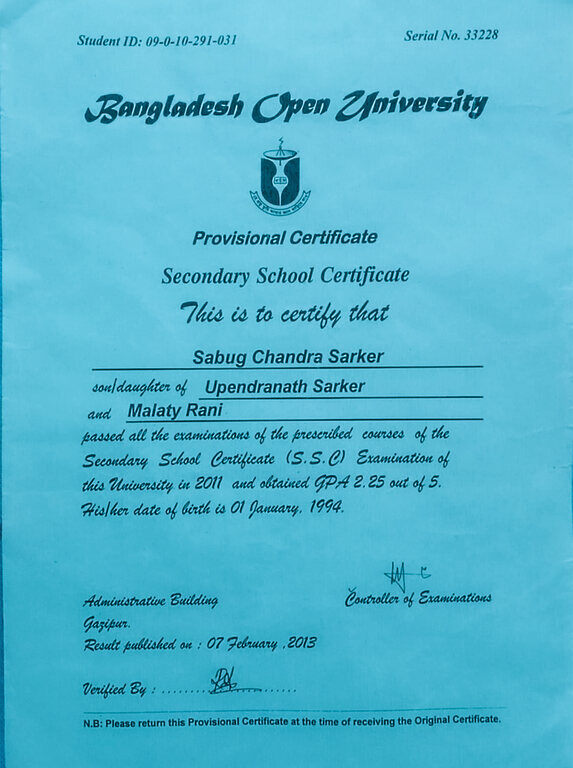 Student ID: 09-0-10-291-031
Serial No. 33228
Bangladesh Open University
Provisional Certificate
Secondary School Certificate
This is to certify that
Sabug Chandra Sarker
son/daughter of Upendranath Sarker
and Malaty Rani
passed all the examinations of the prescribed courses of the
Secondary School Certificate (S.S.C) Examination of
this University in 2011 and obtained GPA 2.25 out of 5.
His/her date of birth is 01 January, 1994.
Controller of Examinations
Administrative Building
Gazipur.
Result published on : 07 February ,2013
Verified By : ................................
N.B: Please return this Provisional Certificate at the time of receiving the Original Certificate.